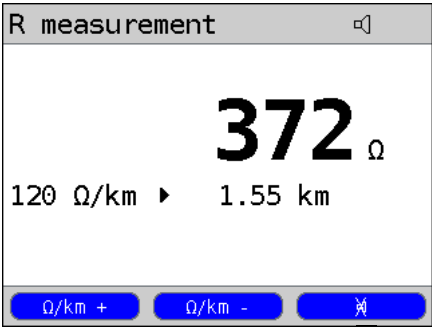 R measurement
372 Ω
120 Ω/km ▶ 1.55 km
Ω/km + Ω/km -